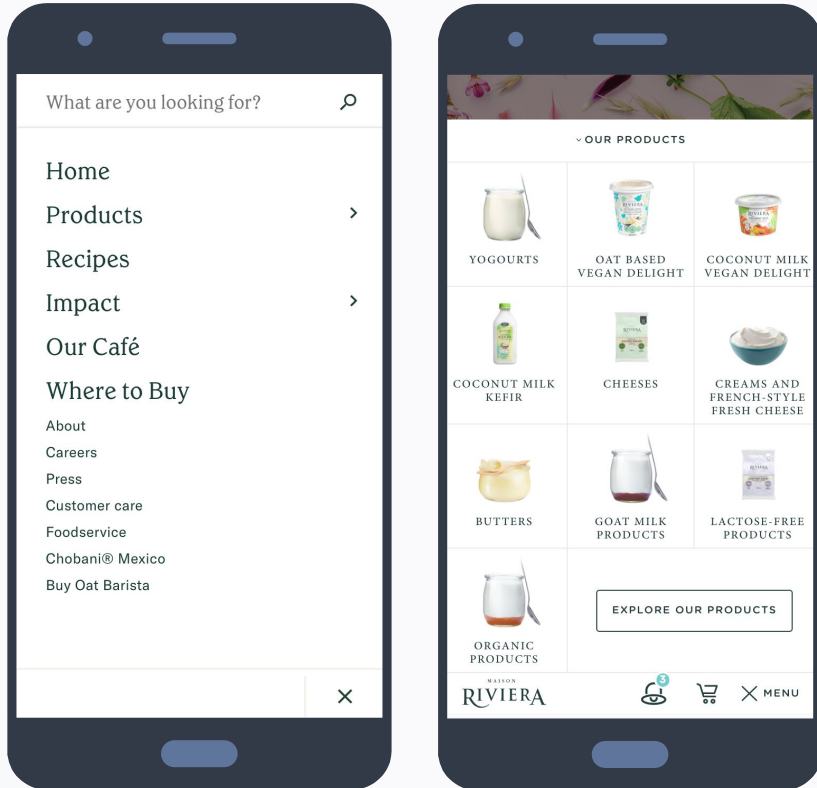 What are you looking for?
Home
Products
Recipes
Impact
Our Café
Where to Buy
About
Careers
Press
Customer care
Foodservice
Chobani® Mexico
Buy Oat Barista
OUR PRODUCTS
YOGOURTS
OAT BASED
VEGAN DELIGHT
COCONUT MILK
VEGAN DELIGHT
COCONUT MILK
KEFIR
CHEESES
CREAMS AND
FRENCH-STYLE
FRESH CHEESE
BUTTERS
GOAT MILK
PRODUCTS
LACTOSE-FREE
PRODUCTS
ORGANIC
PRODUCTS
EXPLORE OUR PRODUCTS
MAISON
RIVIERA
3
MENU